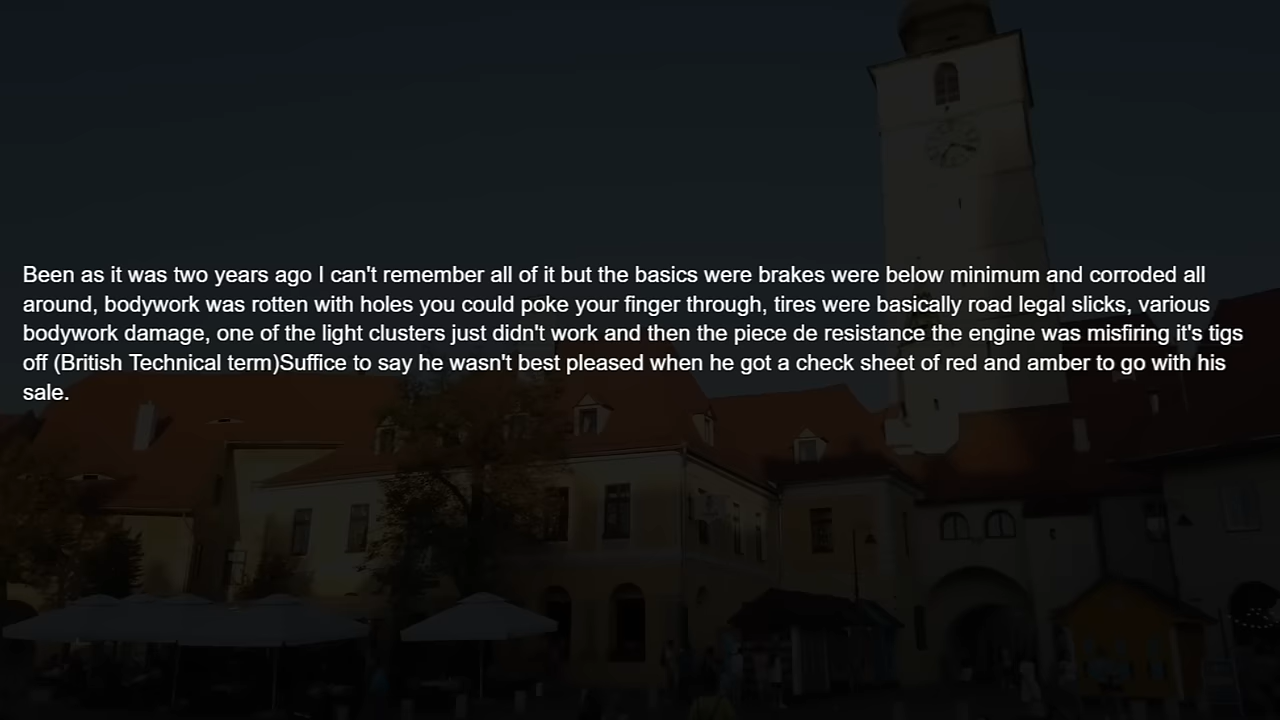 Been as it was two years ago I can't remember all of it but the basics were brakes were below minimum and corroded all
around, bodywork was rotten with holes you could poke your finger through, tires were basically road legal slicks, various
bodywork damage, one of the light clusters just didn't work and then the piece de resistance the engine was misfiring it's tigs
off (British Technical term)Suffice to say he wasn't best pleased when he got a check sheet of red and amber to go with his
sale.